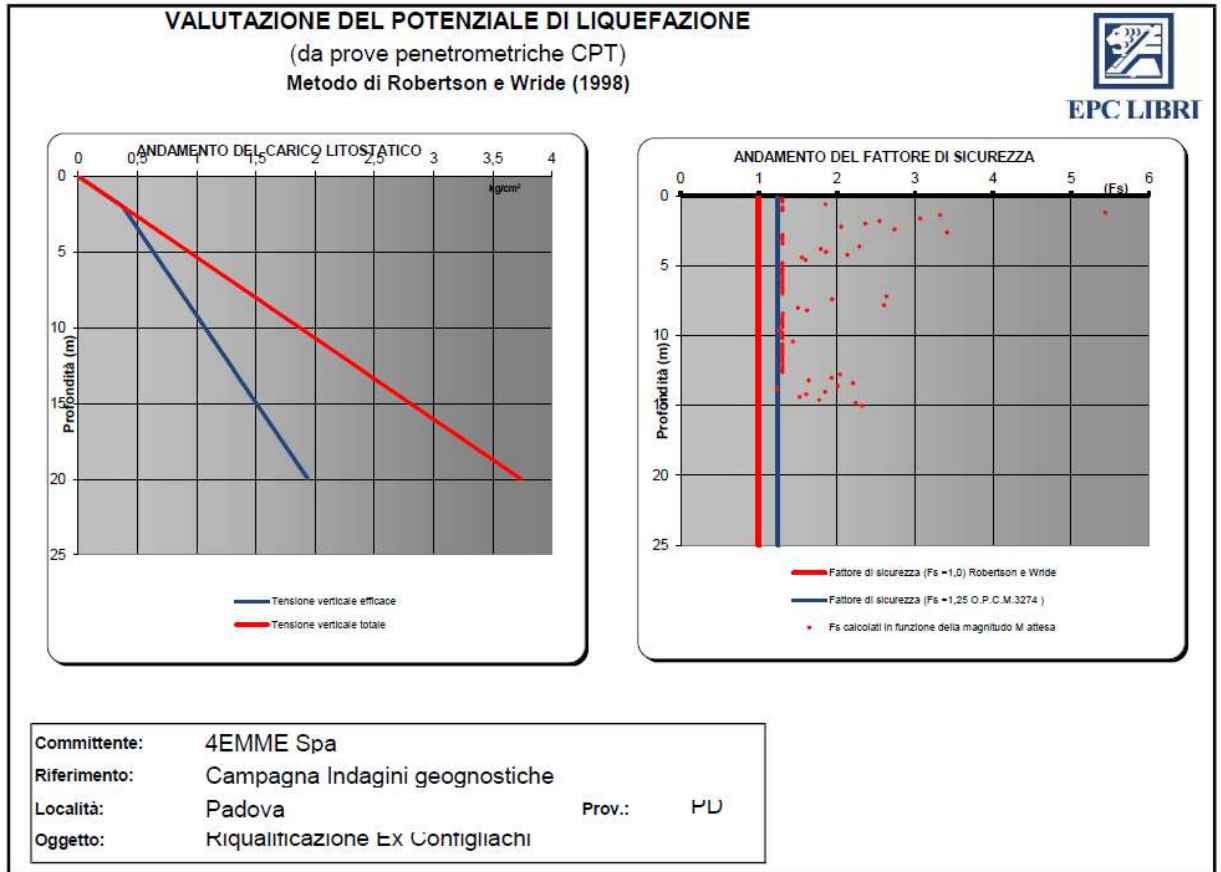 VALUTAZIONE DEL POTENZIALE DI LIQUEFAZIONE
(da prove penetrometriche CPT)
Metodo di Robertson e Wride (1998)
EPC LIBRI
ANDAMENTO DEL CARICO LITOSTATICO
0 0,5 1 1,5 2 2,5 3 3,5 4
kg/cm²
0
5
10
15
20
25
Profondità (m)
Tensione verticale efficace
Tensione verticale totale
ANDAMENTO DEL FATTORE DI SICUREZZA
0 1 2 3 4 5 6
(Fs)
0
5
10
15
20
25
Profondità (m)
Fattore di sicurezza (Fs =1,0) Robertson e Wride
Fattore di sicurezza (Fs =1,25 O.P.C.M.3274 )
Fs calcolati in funzione della magnitudo M attesa
Committente: 4EMME Spa
Riferimento: Campagna Indagini geognostiche
Località: Padova Prov.: PD
Oggetto: Riqualificazione Ex Configliachi